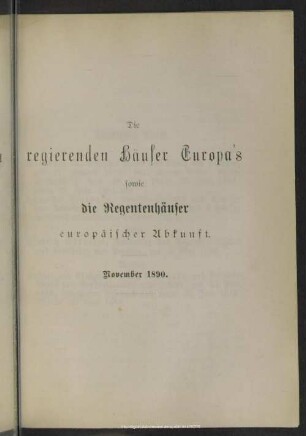 Die
regierenden Häuſer Europa's
ſowie
die Regentenhäuſer
europäiſcher Abkunft.
November 1890.